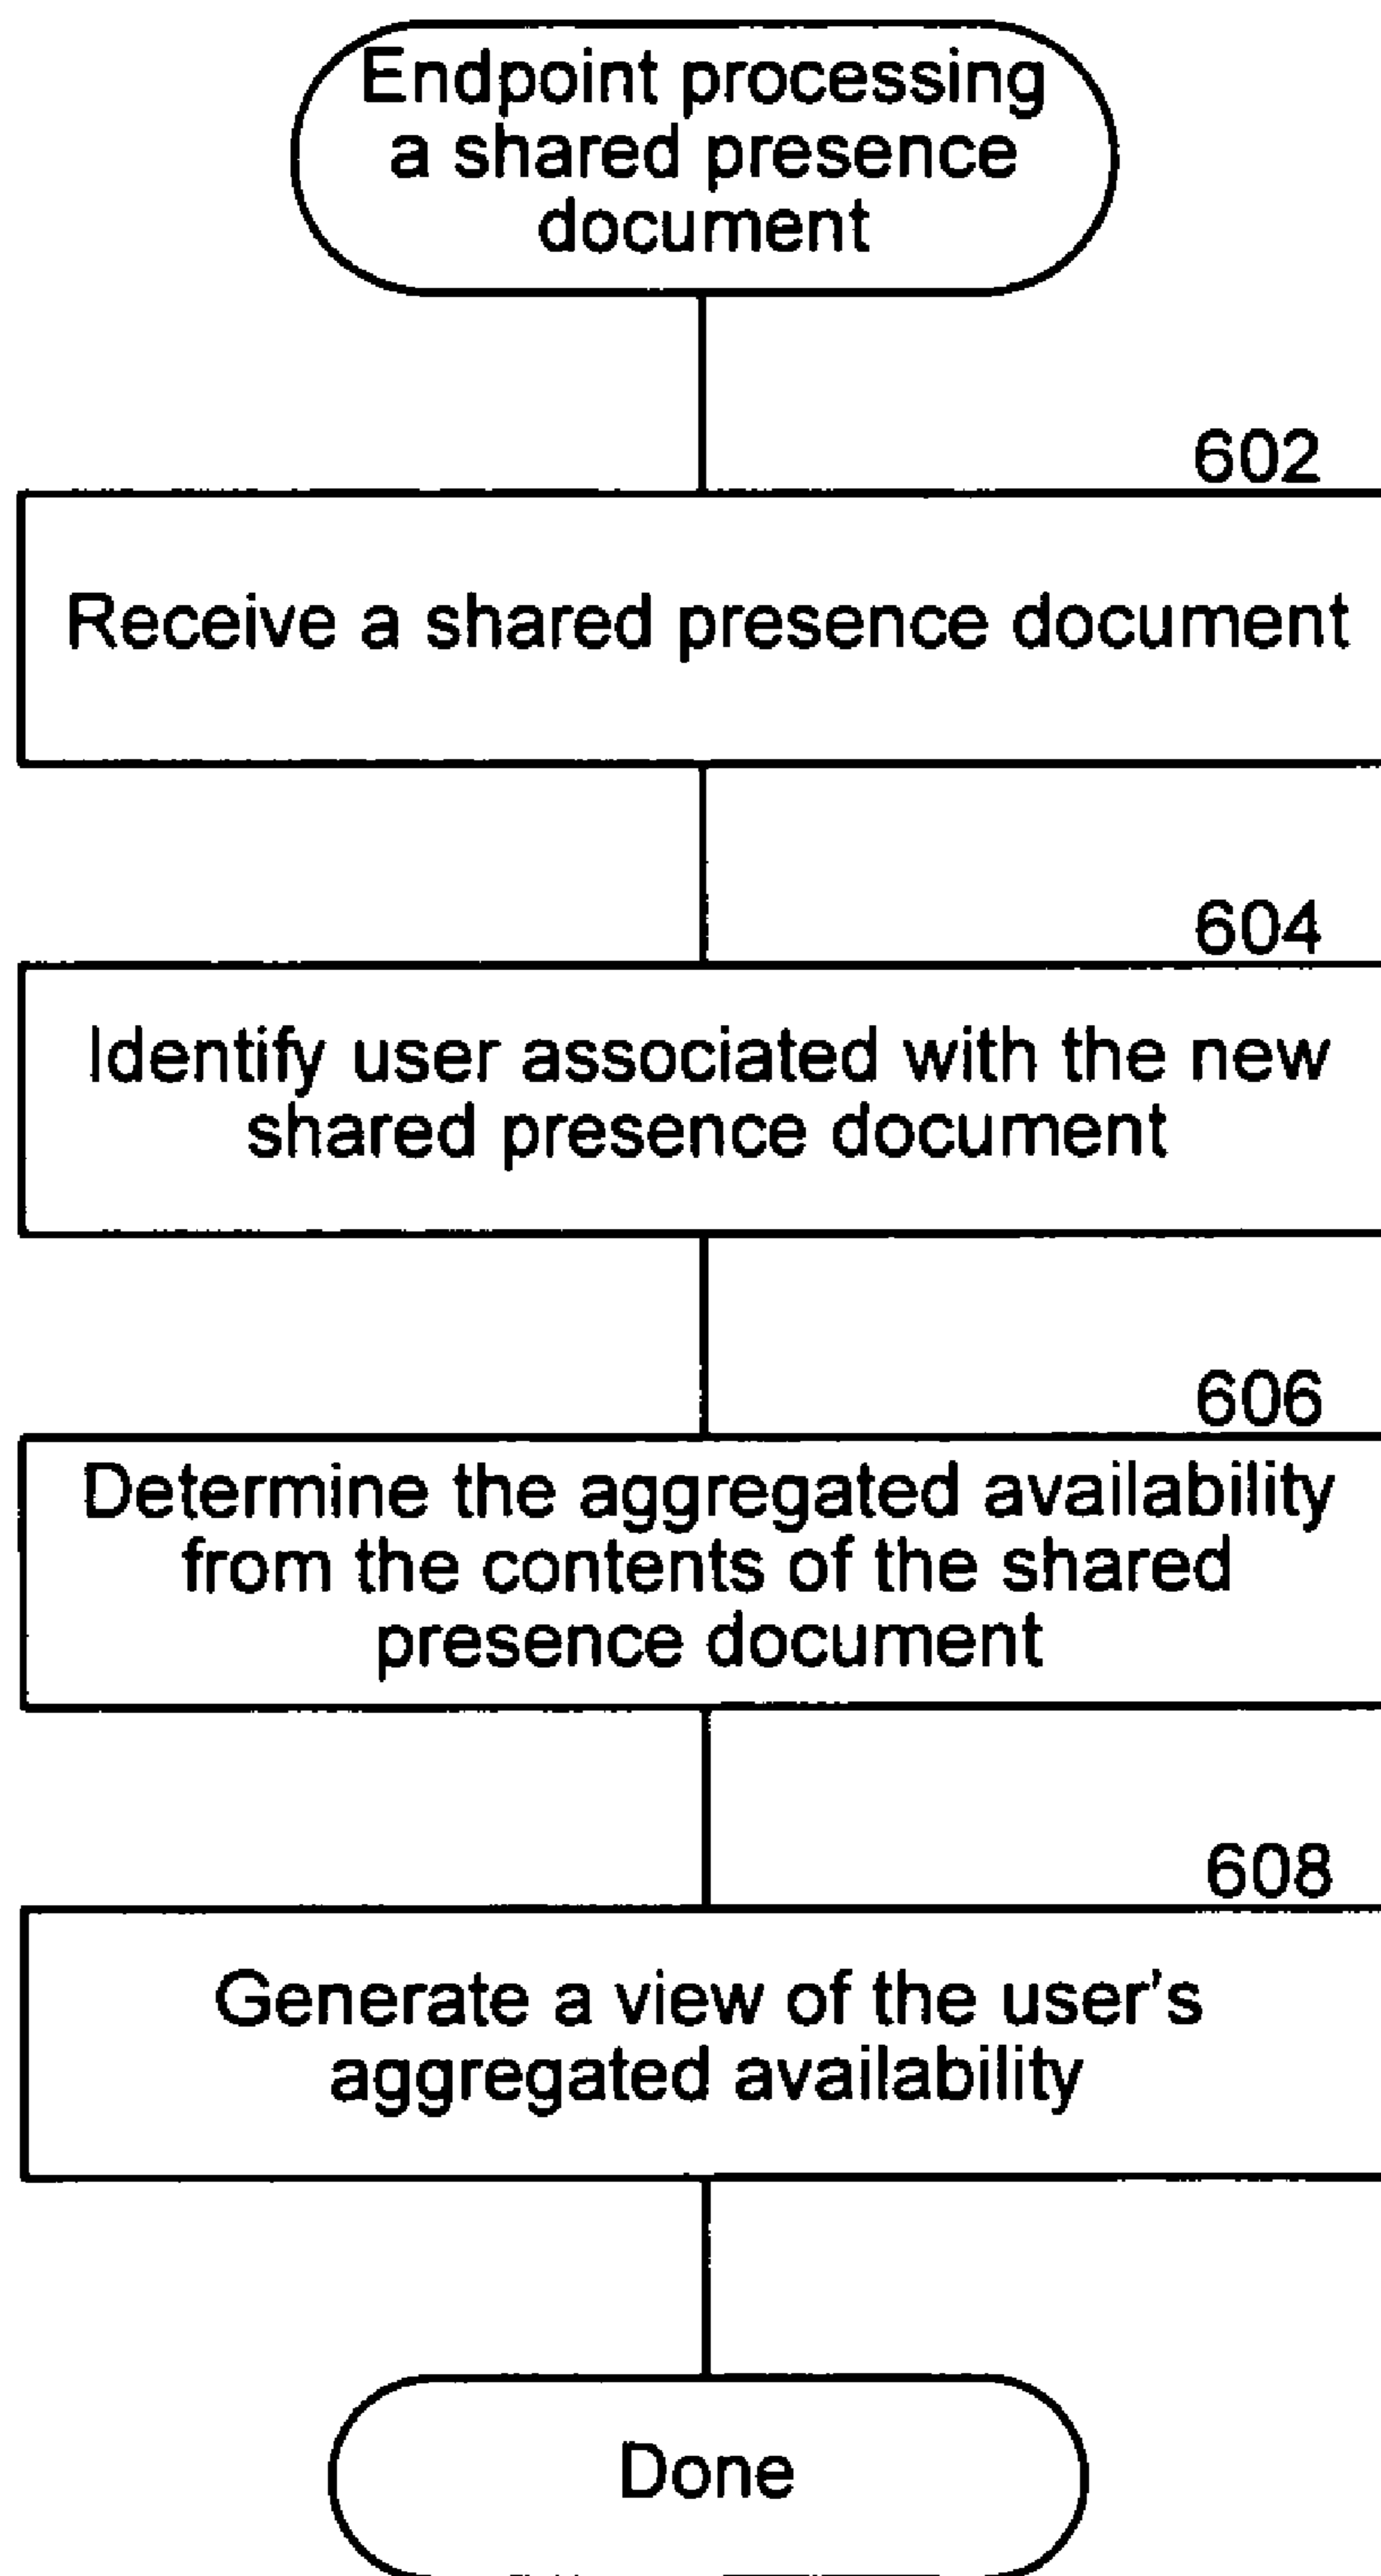 Endpoint processing
a shared presence
document
602
Receive a shared presence document
604
Identify user associated with the new
shared presence document
606
Determine the aggregated availability
from the contents of the shared
presence document
608
Generate a view of the user's
aggregated availability
Done